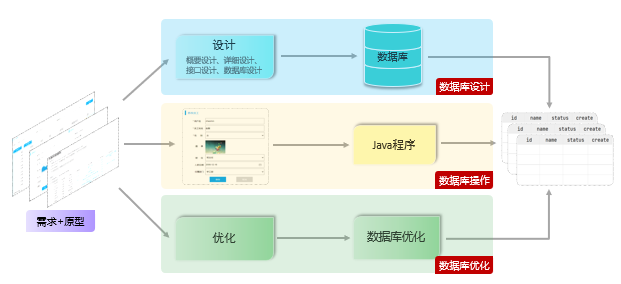 设计
概要设计、详细设计、
接口设计、数据库设计
数据库
数据库设计
id name status create
id name status create
id name status create
Java程序
数据库操作
需求+原型
优化
数据库优化
数据库优化